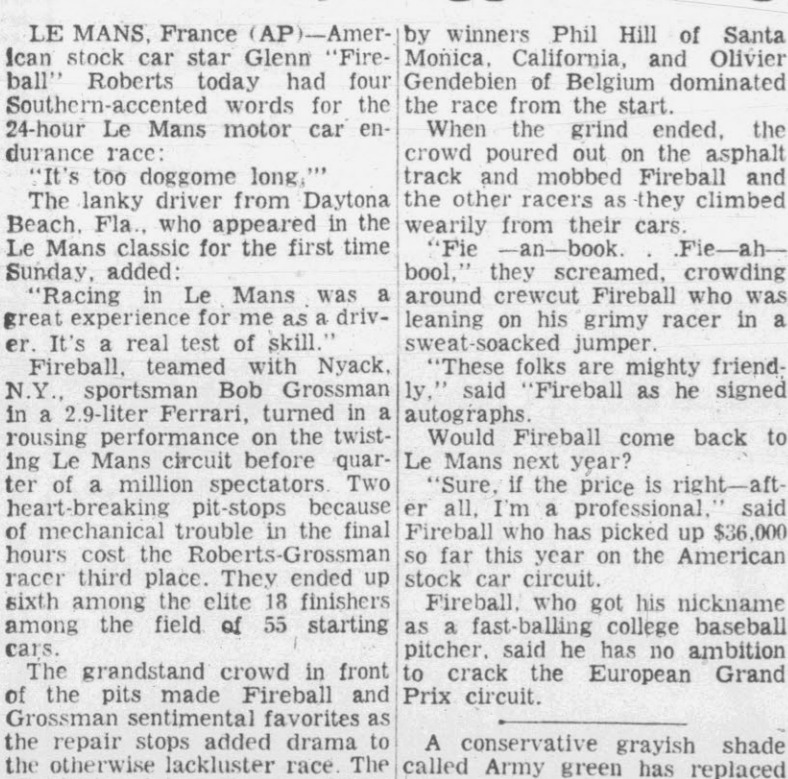 LE MANS, France (AP)—Amer-
ican stock car star Glenn "Fire-
ball" Roberts today had four
Southern-accented words for the
24-hour Le Mans motor car en-
durance race:
"It's too doggome long,'"
The lanky driver from Daytona
Beach, Fla., who appeared in the
Le Mans classic for the first time
Sunday, added:
"Racing in Le Mans was a
great experience for me as a driv-
er. It's a real test of skill."
Fireball, teamed with Nyack,
N.Y., sportsman Bob Grossman
in a 2.9-liter Ferrari, turned in a
rousing performance on the twist-
ing Le Mans circuit before quar-
ter of a million spectators. Two
heart-breaking pit-stops because
of mechanical trouble in the final
hours cost the Roberts-Grossman
racer third place. They ended up
sixth among the elite 18 finishers
among the field of 55 starting
cars.
The grandstand crowd in front
of the pits made Fireball and
Grossman sentimental favorites as
the repair stops added drama to
the otherwise lackluster race. The
by winners Phil Hill of Santa
Monica, California, and Olivier
Gendebien of Belgium dominated
the race from the start.
When the grind ended, the
crowd poured out on the asphalt
track and mobbed Fireball and
the other racers as they climbed
wearily from their cars.
"Fie —an—book. . .Fie—ah—
bool," they screamed, crowding
around crewcut Fireball who was
leaning on his grimy racer in a
sweat-soacked jumper.
"These folks are mighty friend-
ly," said "Fireball as he signed
autographs.
Would Fireball come back to
Le Mans next year?
"Sure, if the price is right—aft-
er all, I'm a professional," said
Fireball who has picked up $36,000
so far this year on the American
stock car circuit.
Fireball, who got his nickname
as a fast-balling college baseball
pitcher, said he has no ambition
to crack the European Grand
Prix circuit.
A conservative grayish shade
called Army green has replaced